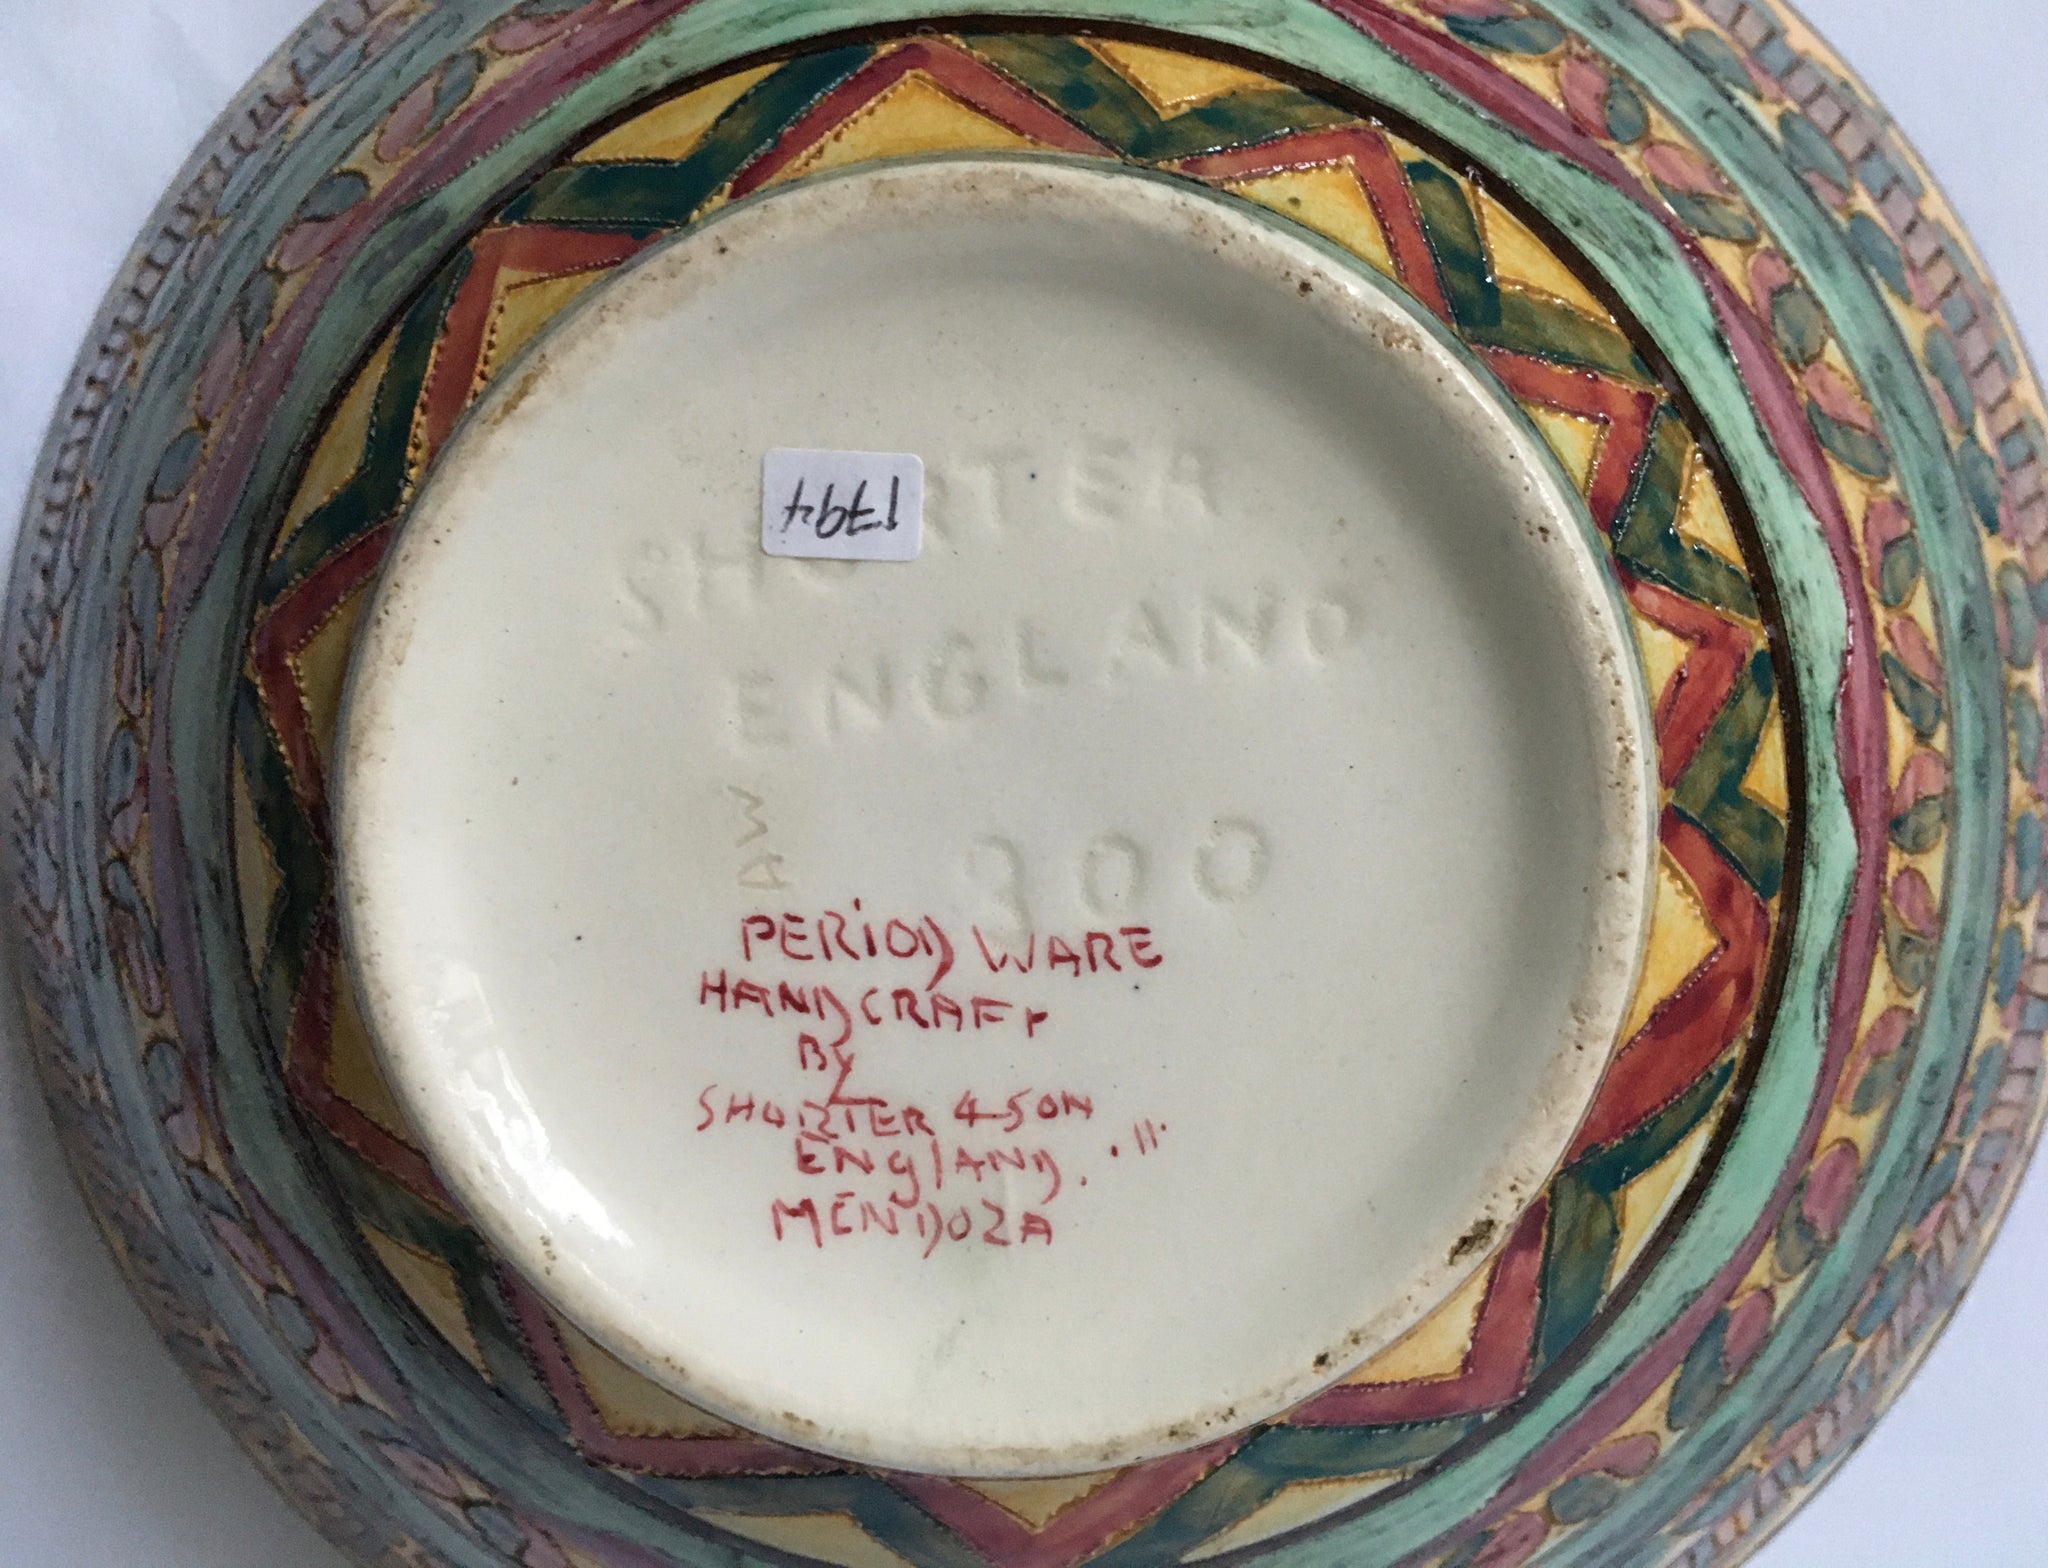 1794
SHORTER
ENGLAND
AW
300
PERIOD WARE
HANDCRAFT
BY
SHORTER & SON
ENGLAND.
MENDOZA